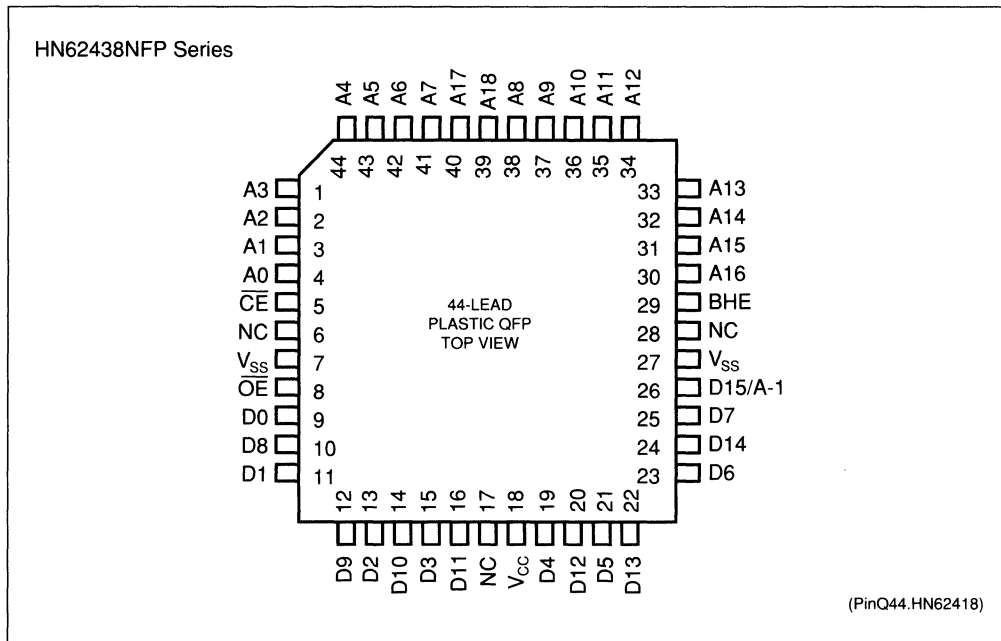 HN62438NFP Series
A4 A5 A6 A7 A17 A18 A8 A9 A10 A11 A12
44 43 42 41 40 39 38 37 36 35 34
A3 1 33 A13
A2 2 32 A14
A1 3 31 A15
A0 4 30 A16
C̅E̅ 5 29 BHE
NC 6 28 NC
VSS 7 27 VSS
O̅E̅ 8 26 D15/A-1
D0 9 25 D7
D8 10 24 D14
D1 11 23 D6
44-LEAD
PLASTIC QFP
TOP VIEW
12 13 14 15 16 17 18 19 20 21 22
D9 D2 D10 D3 D11 NC VCC D4 D12 D5 D13
(PinQ44.HN62418)